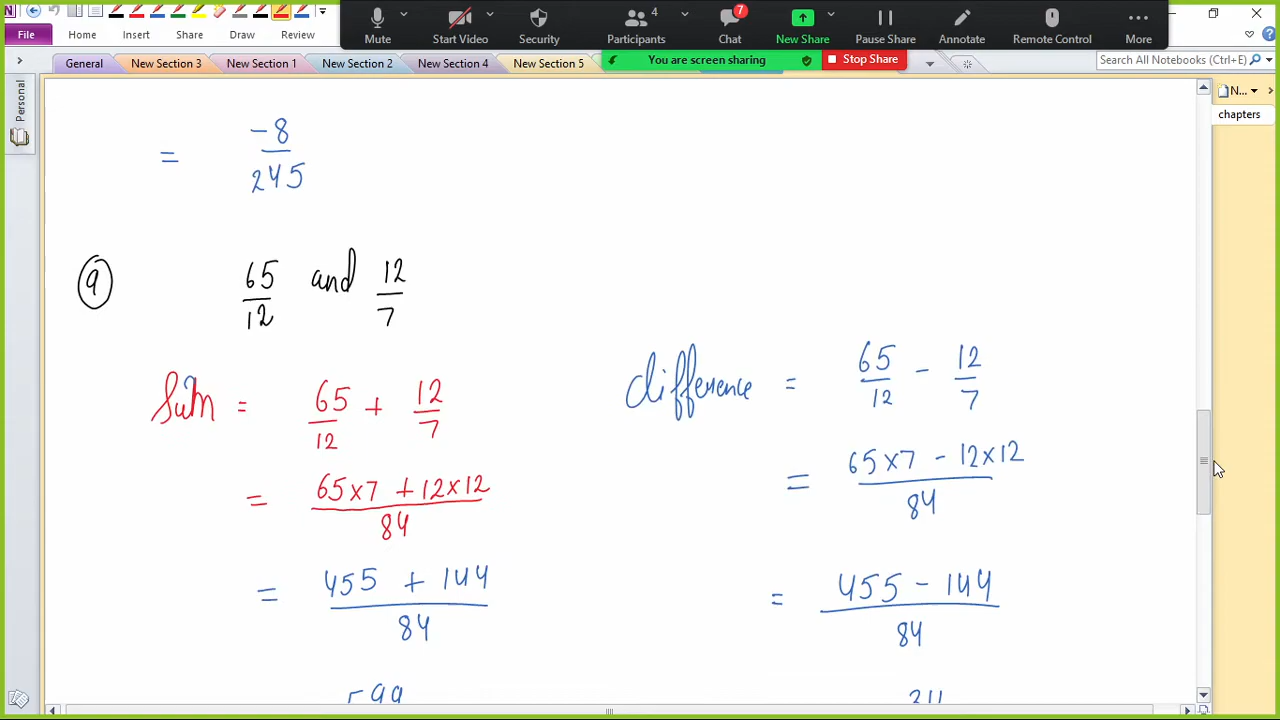 4
7
Mute
Start Video
Security
Participants
Chat
New Share
Pause Share
Annotate
Remote Control
More
File
Home
Insert
Share
Draw
Review
General
New Section 3
New Section 1
New Section 2
New Section 4
New Section 5
You are screen sharing
Stop Share
Search All Notebooks (Ctrl+E)
Personal
N...
chapters
= -8/245
9 65/12 and 12/7
Sum = 65/12 + 12/7
= 65×7 + 12×12 / 84
= 455 + 144 / 84
599
difference = 65/12 - 12/7
= 65×7 - 12×12 / 84
= 455 - 144 / 84
311